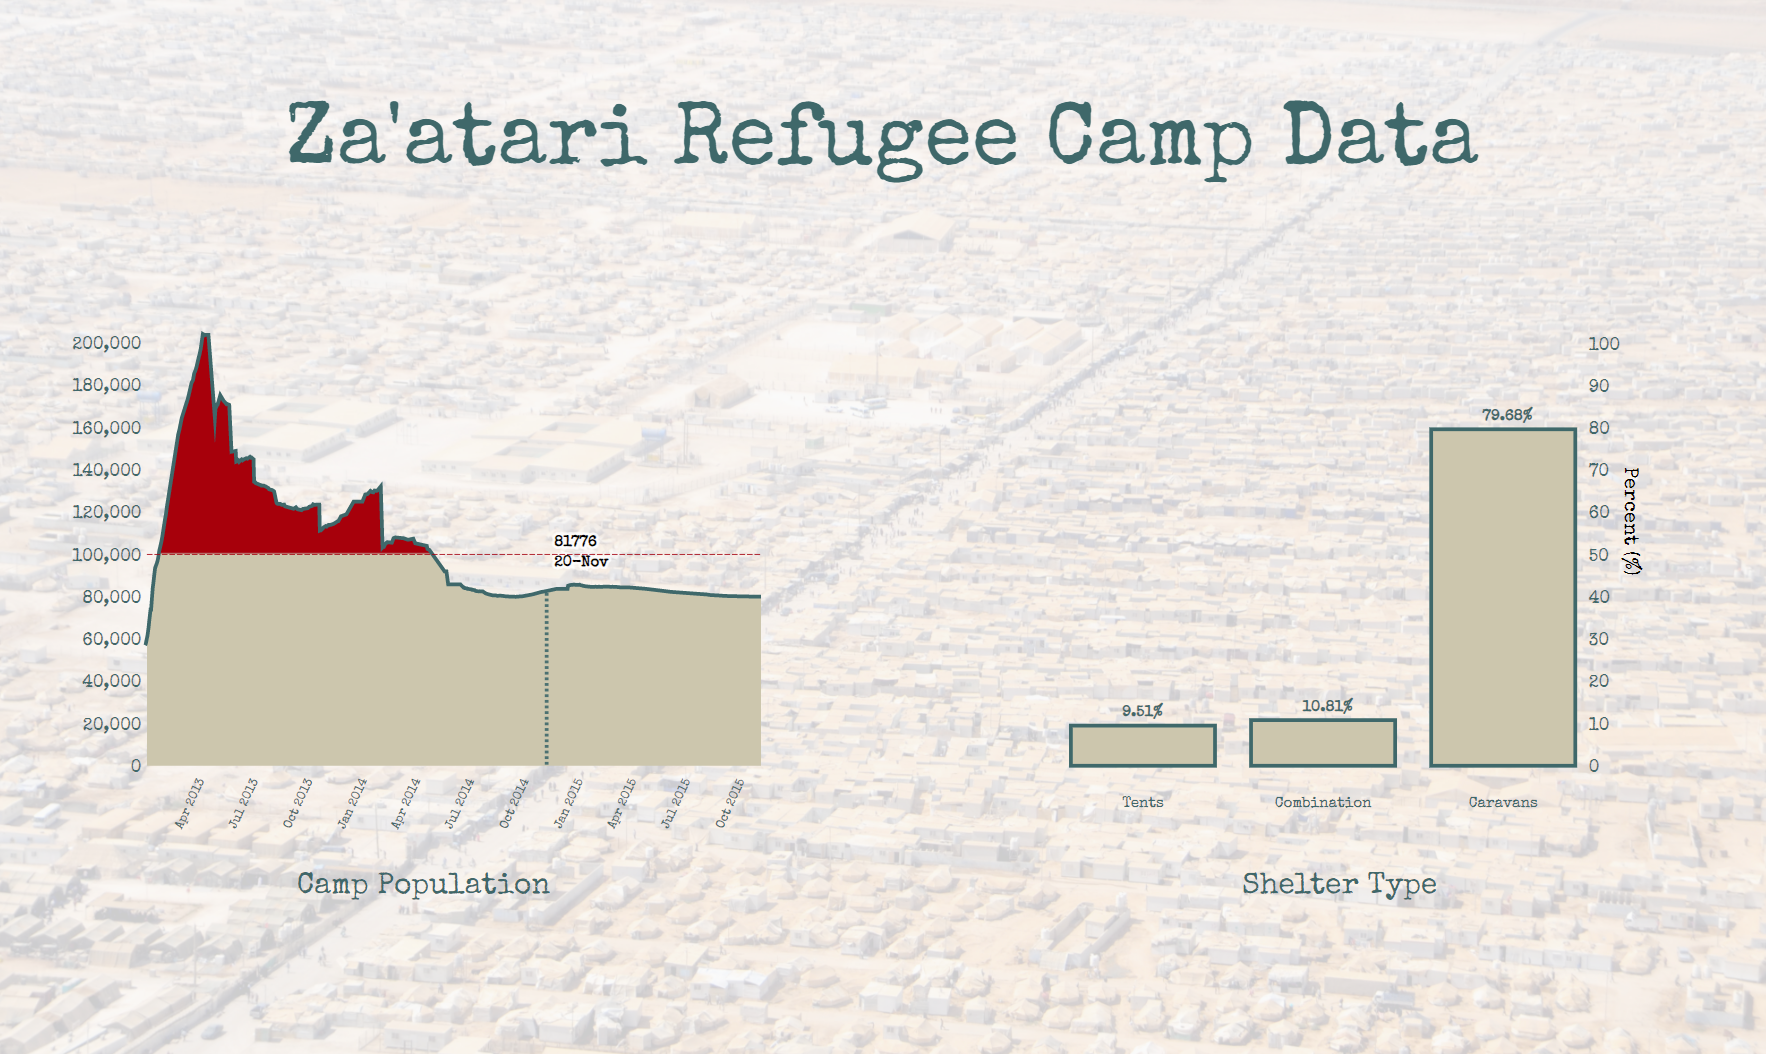 Za'atari Refugee Camp Data
200,000
180,000
160,000
140,000
120,000
100,000
80,000
60,000
40,000
20,000
0
81776
20-Nov
Apr 2013
Jul 2013
Oct 2013
Jan 2014
Apr 2014
Jul 2014
Oct 2014
Jan 2015
Apr 2015
Jul 2015
Oct 2015
Camp Population
9.51%
10.81%
79.68%
100
90
80
70
60
50
40
30
20
10
0
Percent (%)
Tents
Combination
Caravans
Shelter Type